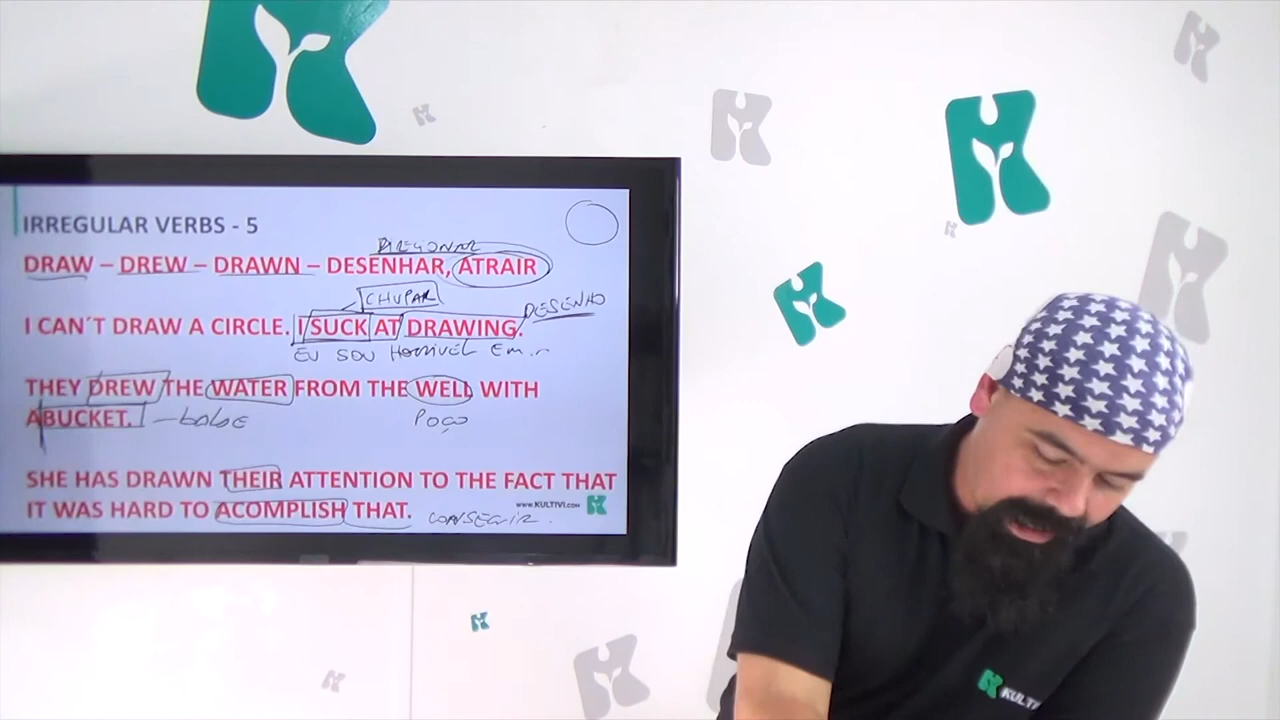 IRREGULAR VERBS - 5
DRAW – DREW – DRAWN – DESENHAR, ATRAIR
CHUPAR
DESENHO
I CAN´T DRAW A CIRCLE. I SUCK AT DRAWING.
EU SOU HORRÍVEL EM...
THEY DREW THE WATER FROM THE WELL WITH
A BUCKET. – balde
POÇO
SHE HAS DRAWN THEIR ATTENTION TO THE FACT THAT
www.KULTIVI.COM
IT WAS HARD TO ACOMPLISH THAT.
CONSEGUIR.
KULTIVI